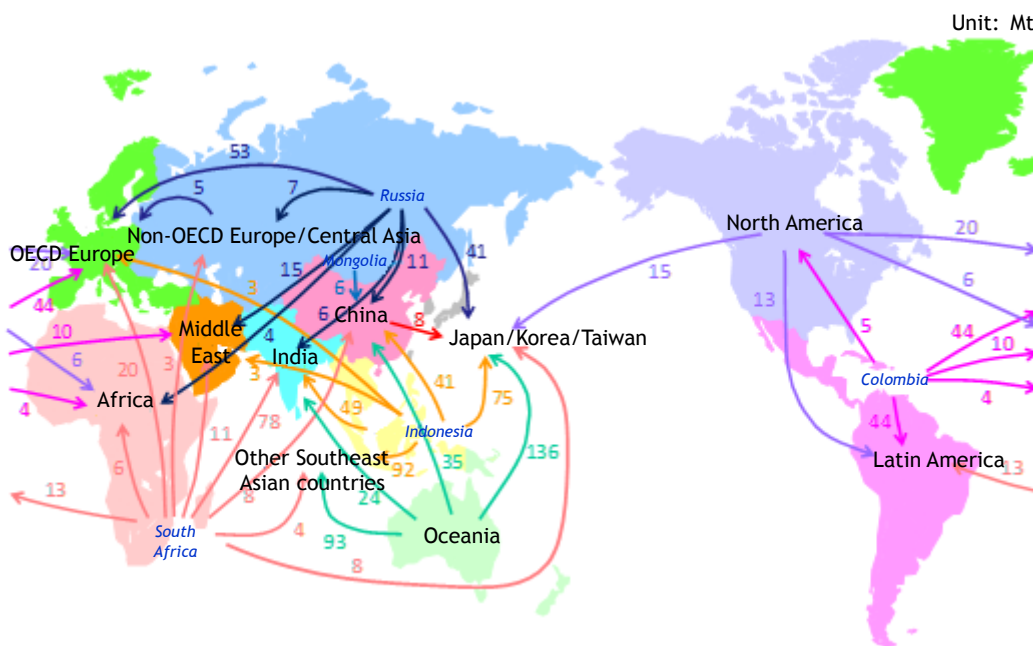 Unit: Mt
53
5
7
Russia
North America
20
Non-OECD Europe/Central Asia
OECD Europe
20
Mongolia
41
15
11
15
6
3
6
44
13
6
China
8
10
Middle
East
4
India
Japan/Korea/Taiwan
5
44
10
6
20
3
3
41
75
Colombia
4
4
Africa
49
11
78
Indonesia
44
136
6
Other Southeast
Asian countries
92
35
Latin America
13
13
8
24
South
Africa
4
93
Oceania
8